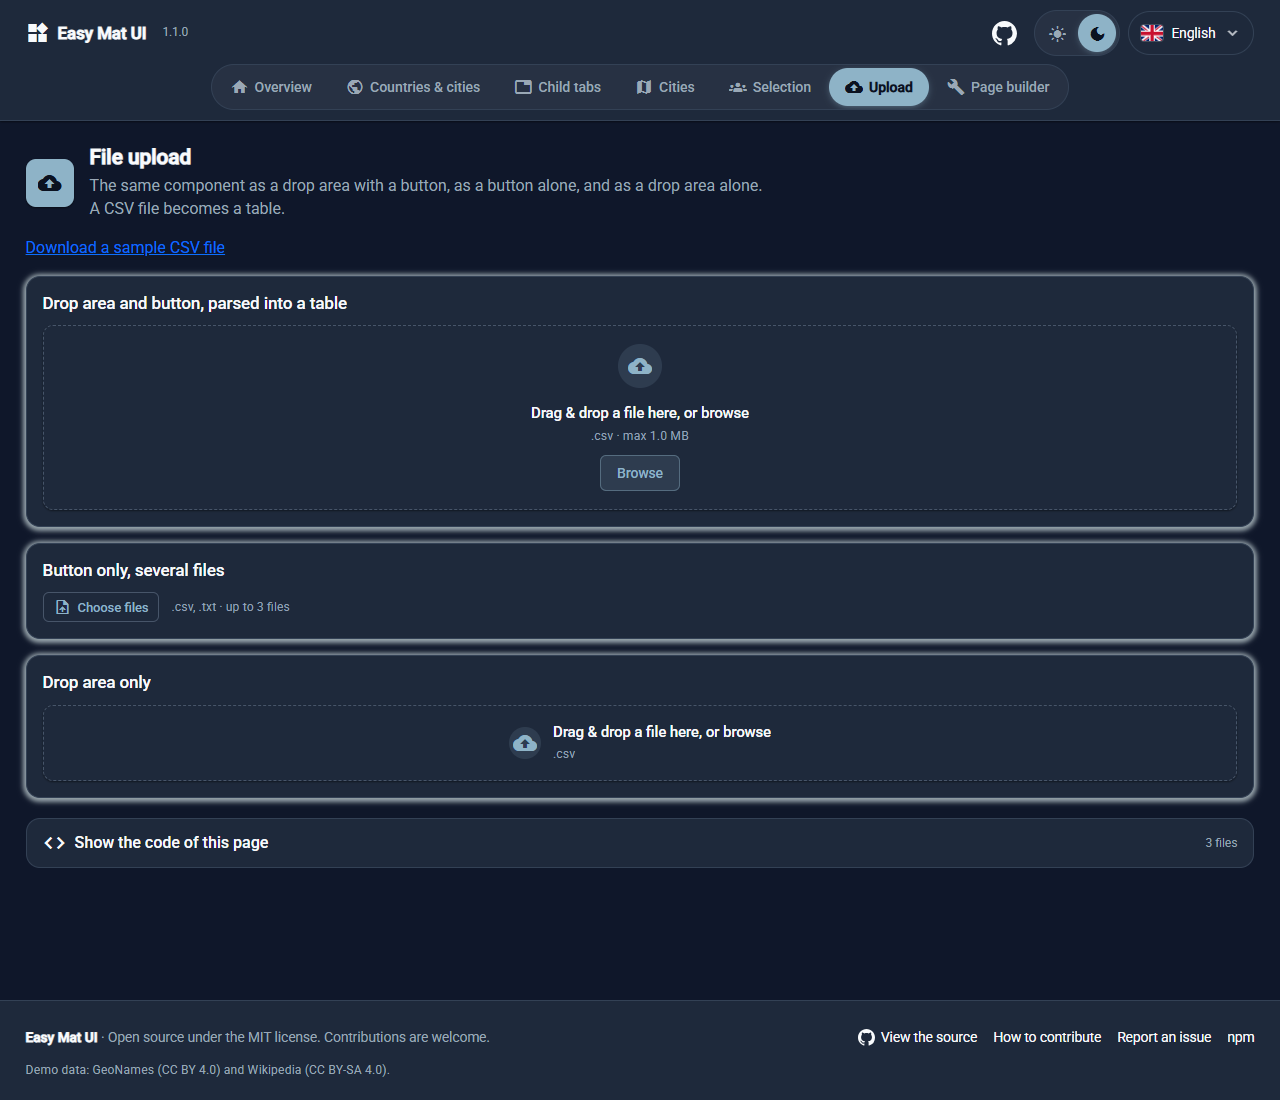 Easy Mat UI 1.1.0
English
Overview Countries & cities Child tabs Cities Selection Upload Page builder
File upload
The same component as a drop area with a button, as a button alone, and as a drop area alone.
A CSV file becomes a table.
Download a sample CSV file
Drop area and button, parsed into a table
Drag & drop a file here, or browse
.csv · max 1.0 MB
Browse
Button only, several files
Choose files .csv, .txt · up to 3 files
Drop area only
Drag & drop a file here, or browse
.csv
Show the code of this page 3 files
Easy Mat UI · Open source under the MIT license. Contributions are welcome. View the source How to contribute Report an issue npm
Demo data: GeoNames (CC BY 4.0) and Wikipedia (CC BY-SA 4.0).